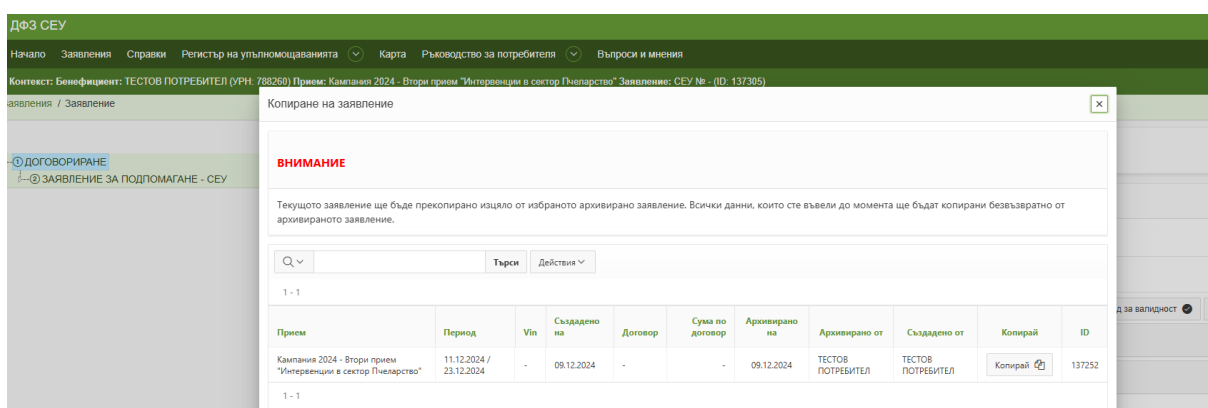 ДФЗ СЕУ
Начало Заявления Справки Регистър на упълномощаванията Карта Ръководство за потребителя Въпроси и мнения
Контекст: Бенефициент: ТЕСТОВ ПОТРЕБИТЕЛ (УРН: 788260) Прием: Кампания 2024 - Втори прием "Интервенции в сектор Пчеларство" Заявление: СЕУ № - (ID: 137305)
аявления / Заявление
Копиране на заявление
1 ДОГОВОРИРАНЕ
2 ЗАЯВЛЕНИЕ ЗА ПОДПОМАГАНЕ - СЕУ
ВНИМАНИЕ
Текущото заявление ще бъде прекопирано изцяло от избраното архивирано заявление. Всички данни, които сте въвели до момента ще бъдат копирани безвъзвратно от
архивираното заявление.
Търси Действия
1 - 1
д за валидност
Прием Период Vin Създадено на Договор Сума по договор Архивирано на Архивирано от Създадено от Копирай ID
Кампания 2024 - Втори прием "Интервенции в сектор Пчеларство" 11.12.2024 / 23.12.2024 - 09.12.2024 - - 09.12.2024 ТЕСТОВ ПОТРЕБИТЕЛ ТЕСТОВ ПОТРЕБИТЕЛ Копирай 137252
1 - 1